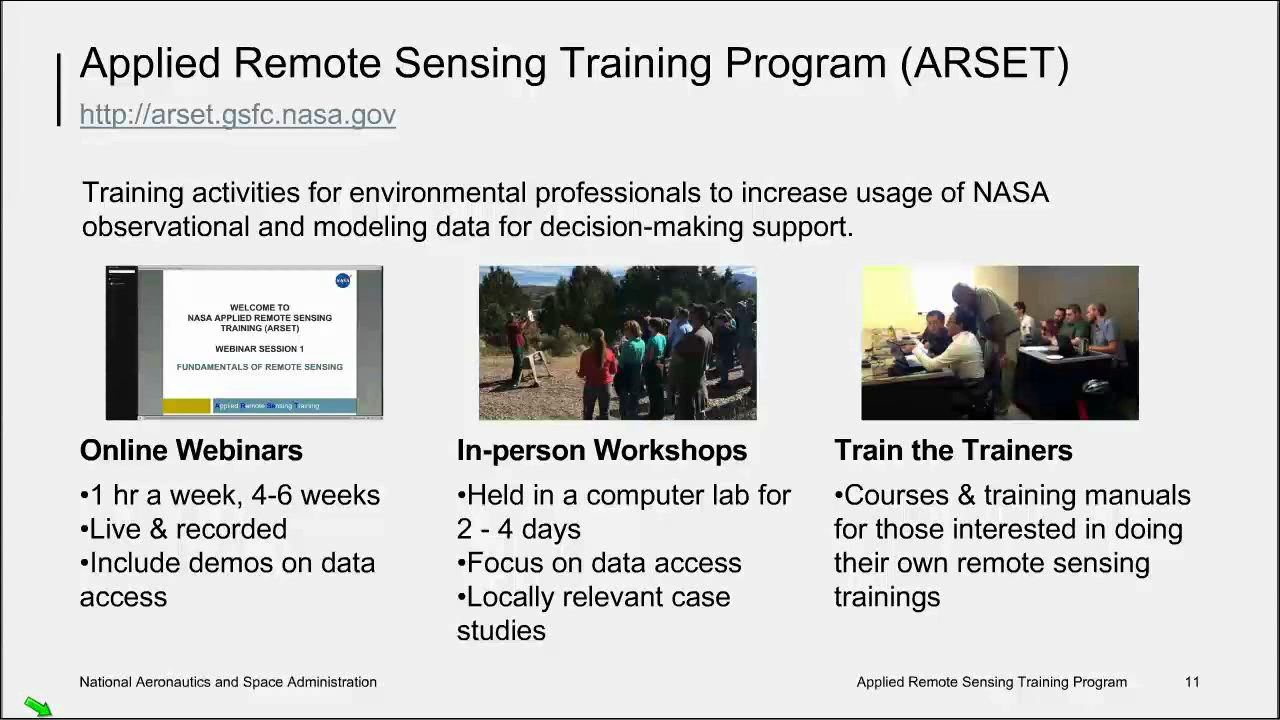 Applied Remote Sensing Training Program (ARSET)
http://arset.gsfc.nasa.gov
Training activities for environmental professionals to increase usage of NASA
observational and modeling data for decision-making support.
NASA
WELCOME TO
NASA APPLIED REMOTE SENSING
TRAINING (ARSET)
WEBINAR SESSION 1
FUNDAMENTALS OF REMOTE SENSING
Applied Remote Sensing Training
Online Webinars
•1 hr a week, 4-6 weeks
•Live & recorded
•Include demos on data
access
In-person Workshops
•Held in a computer lab for
2 - 4 days
•Focus on data access
•Locally relevant case
studies
Train the Trainers
•Courses & training manuals
for those interested in doing
their own remote sensing
trainings
National Aeronautics and Space Administration
Applied Remote Sensing Training Program
11